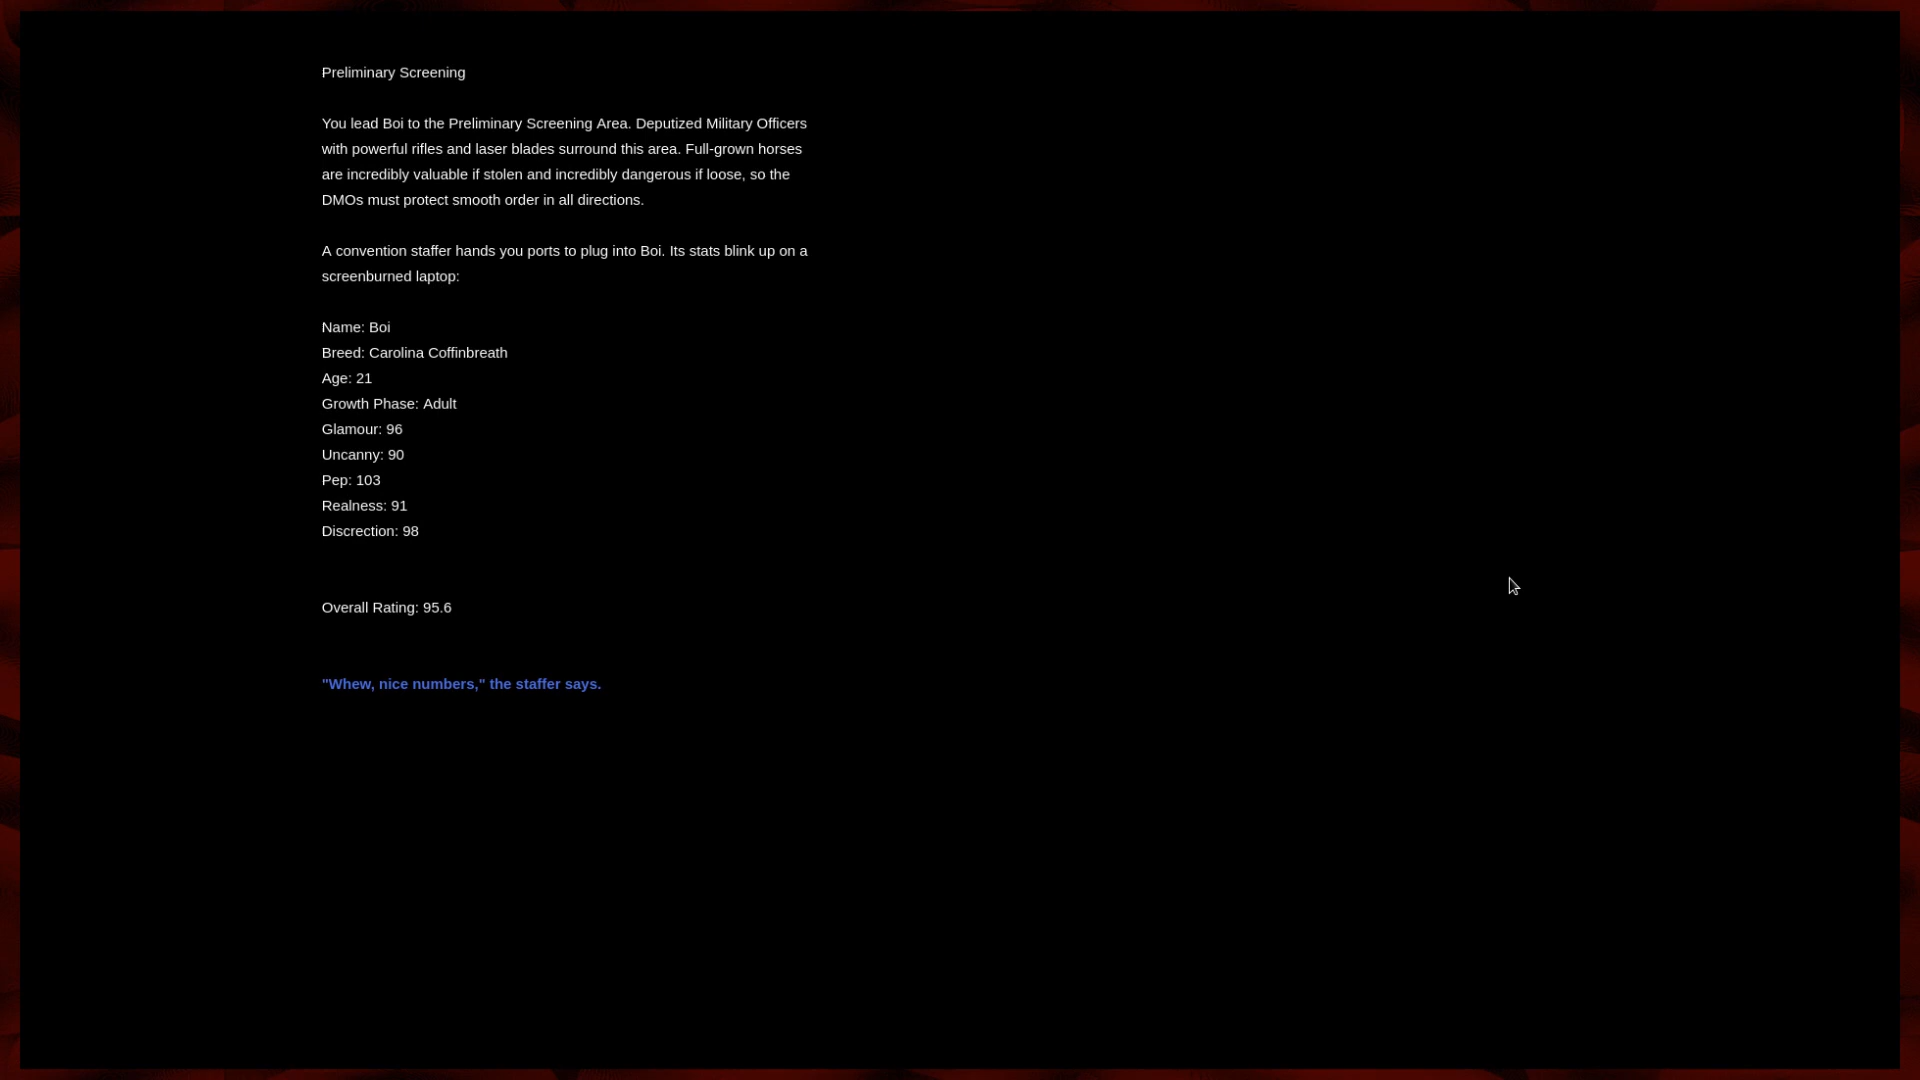 Preliminary Screening
You lead Boi to the Preliminary Screening Area. Deputized Military Officers
with powerful rifles and laser blades surround this area. Full-grown horses
are incredibly valuable if stolen and incredibly dangerous if loose, so the
DMOs must protect smooth order in all directions.
A convention staffer hands you ports to plug into Boi. Its stats blink up on a
screenburned laptop:
Name: Boi
Breed: Carolina Coffinbreath
Age: 21
Growth Phase: Adult
Glamour: 96
Uncanny: 90
Pep: 103
Realness: 91
Discrection: 98
Overall Rating: 95.6
"Whew, nice numbers," the staffer says.